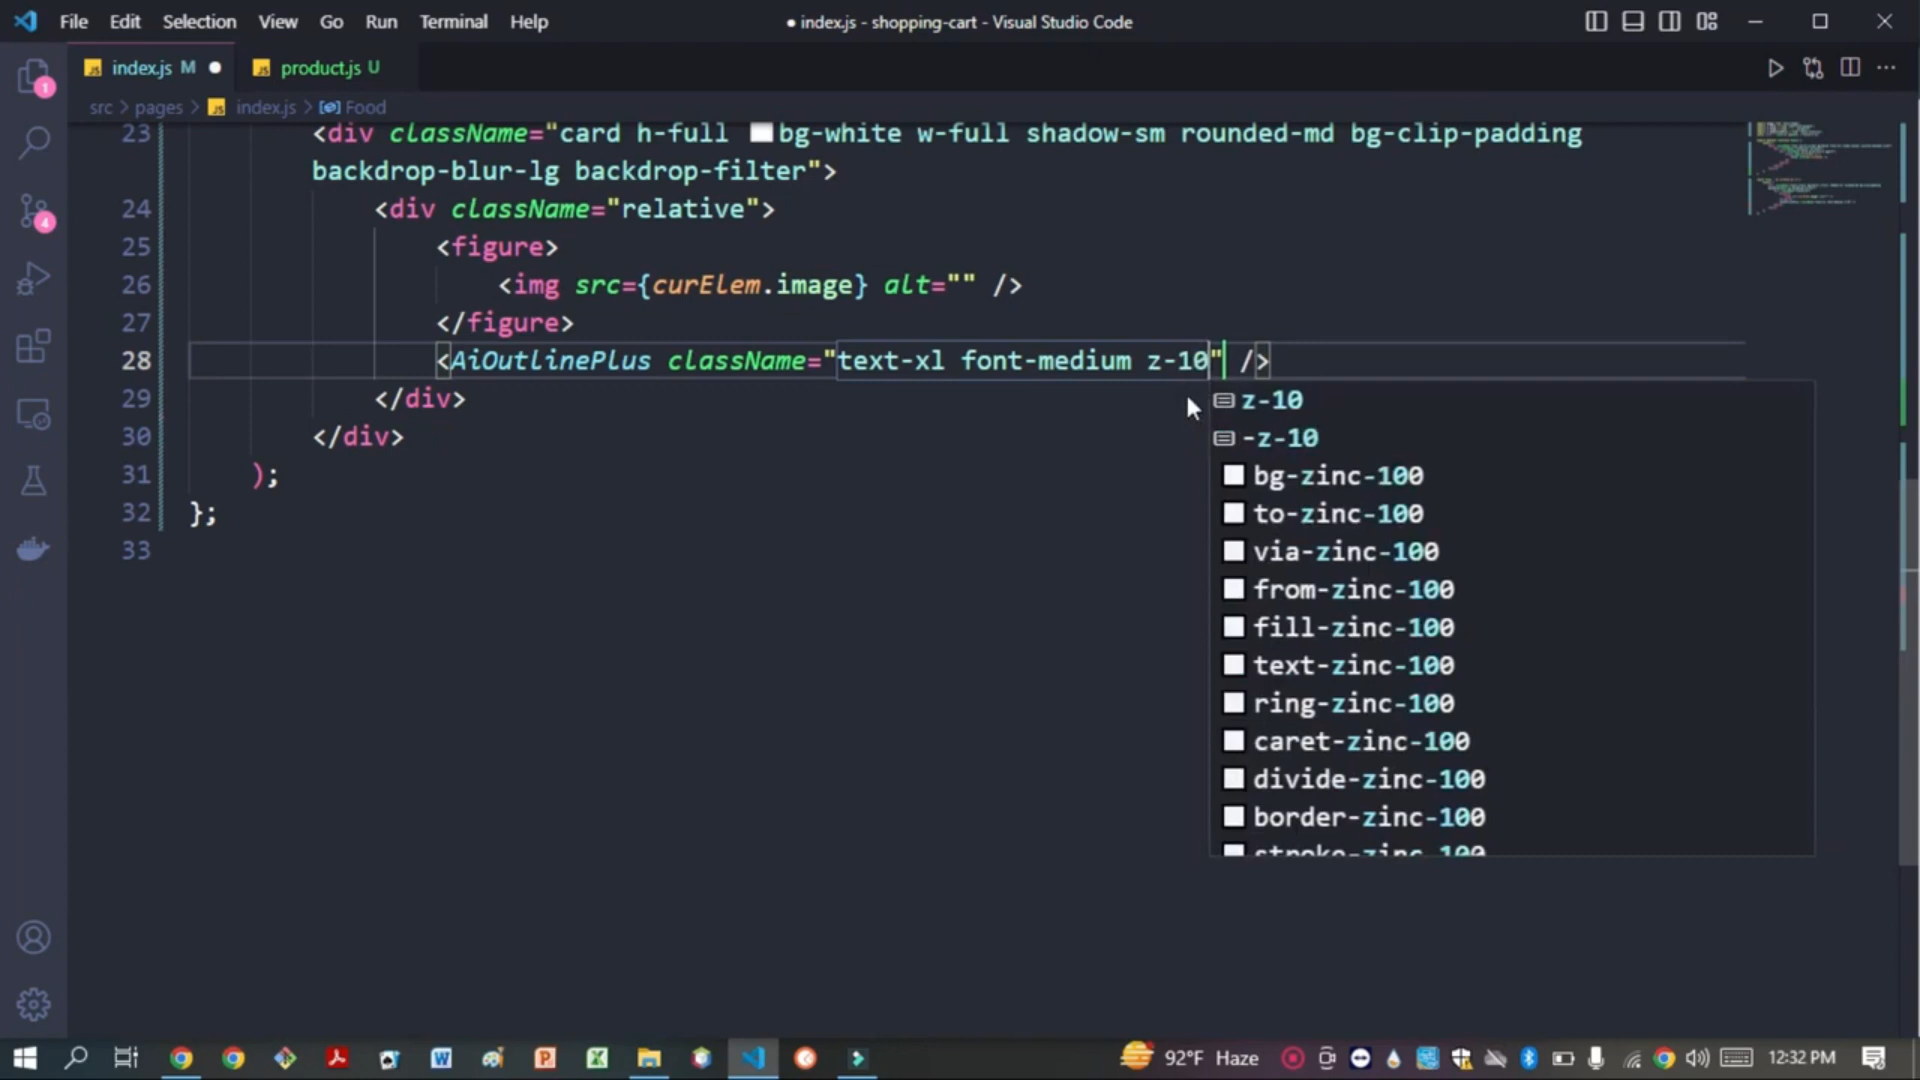 File Edit Selection View Go Run Terminal Help
● index.js - shopping-cart - Visual Studio Code
index.js M ●
product.js U
src > pages > index.js > Food
1
4
23 <div className="card h-full bg-white w-full shadow-sm rounded-md bg-clip-padding
backdrop-blur-lg backdrop-filter">
24 <div className="relative">
25 <figure>
26 <img src={curElem.image} alt="" />
27 </figure>
28 <AiOutlinePlus className="text-xl font-medium z-10" />
29 </div>
30 </div>
31 );
32 };
33
z-10
-z-10
bg-zinc-100
to-zinc-100
via-zinc-100
from-zinc-100
fill-zinc-100
text-zinc-100
ring-zinc-100
caret-zinc-100
divide-zinc-100
border-zinc-100
stroke-zinc-100
92°F Haze
12:32 PM